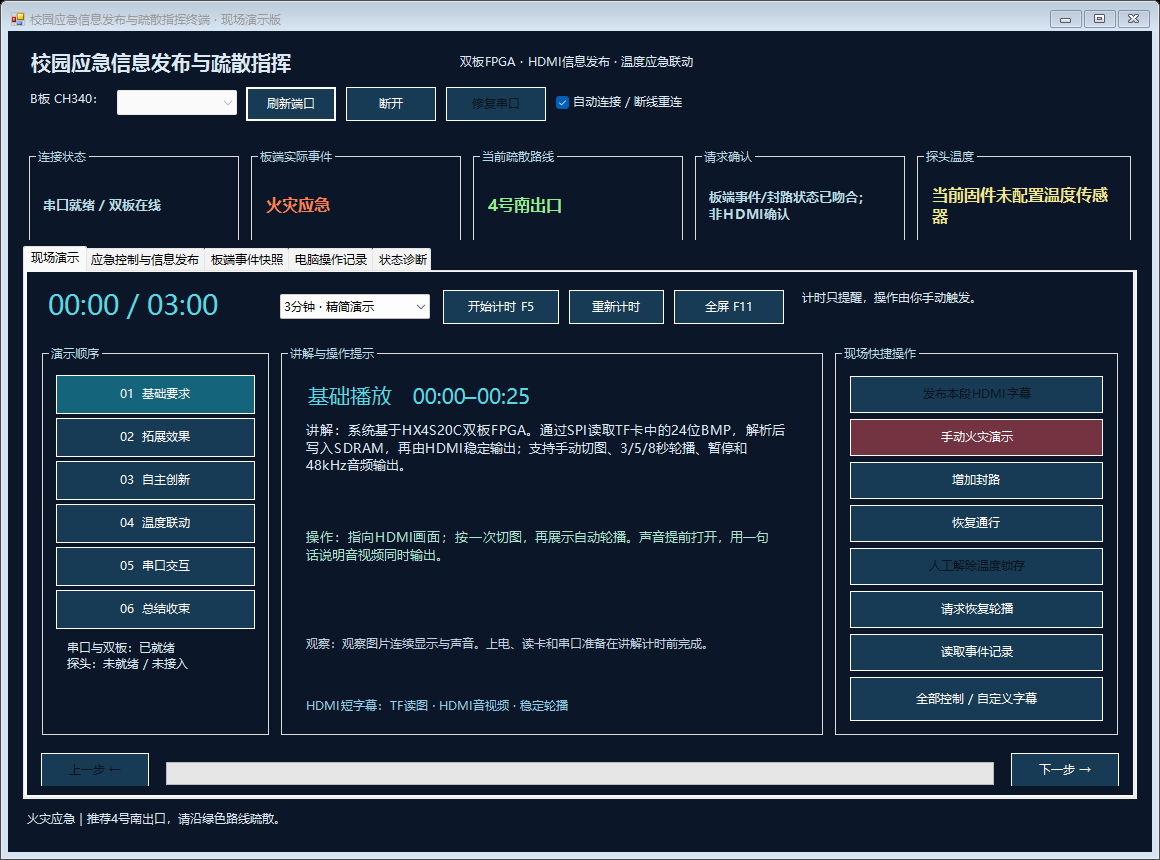 校园应急信息发布与疏散指挥终端 · 现场演示版
校园应急信息发布与疏散指挥
双板FPGA · HDMI信息发布 · 温度应急联动
B板 CH340：
刷新端口
断开
修复串口
自动连接 / 断线重连
连接状态
串口就绪 / 双板在线
板端实际事件
火灾应急
当前疏散路线
4号南出口
请求确认
板端事件/封路状态已吻合；
非HDMI确认
探头温度
当前固件未配置温度传感
器
现场演示
应急控制与信息发布
板端事件快照
电脑操作记录
状态诊断
00:00 / 03:00
3分钟 · 精简演示
开始计时 F5
重新计时
全屏 F11
计时只提醒，操作由你手动触发。
演示顺序
01 基础要求
02 拓展效果
03 自主创新
04 温度联动
05 串口交互
06 总结收束
串口与双板：已就绪
探头：未就绪 / 未接入
讲解与操作提示
基础播放 00:00–00:25
讲解：系统基于HX4S20C双板FPGA。通过SPI读取TF卡中的24位BMP，解析后
写入SDRAM，再由HDMI稳定输出；支持手动切图、3/5/8秒轮播、暂停和
48kHz音频输出。
操作：指向HDMI画面；按一次切图，再展示自动轮播。声音提前打开，用一句
话说明音视频同时输出。
观察：观察图片连续显示与声音。上电、读卡和串口准备在讲解计时前完成。
HDMI短字幕：TF读图 · HDMI音视频 · 稳定轮播
现场快捷操作
发布本段HDMI字幕
手动火灾演示
增加封路
恢复通行
人工解除温度锁存
请求恢复轮播
读取事件记录
全部控制 / 自定义字幕
上一步 ←
下一步 →
火灾应急 | 推荐4号南出口，请沿绿色路线疏散。